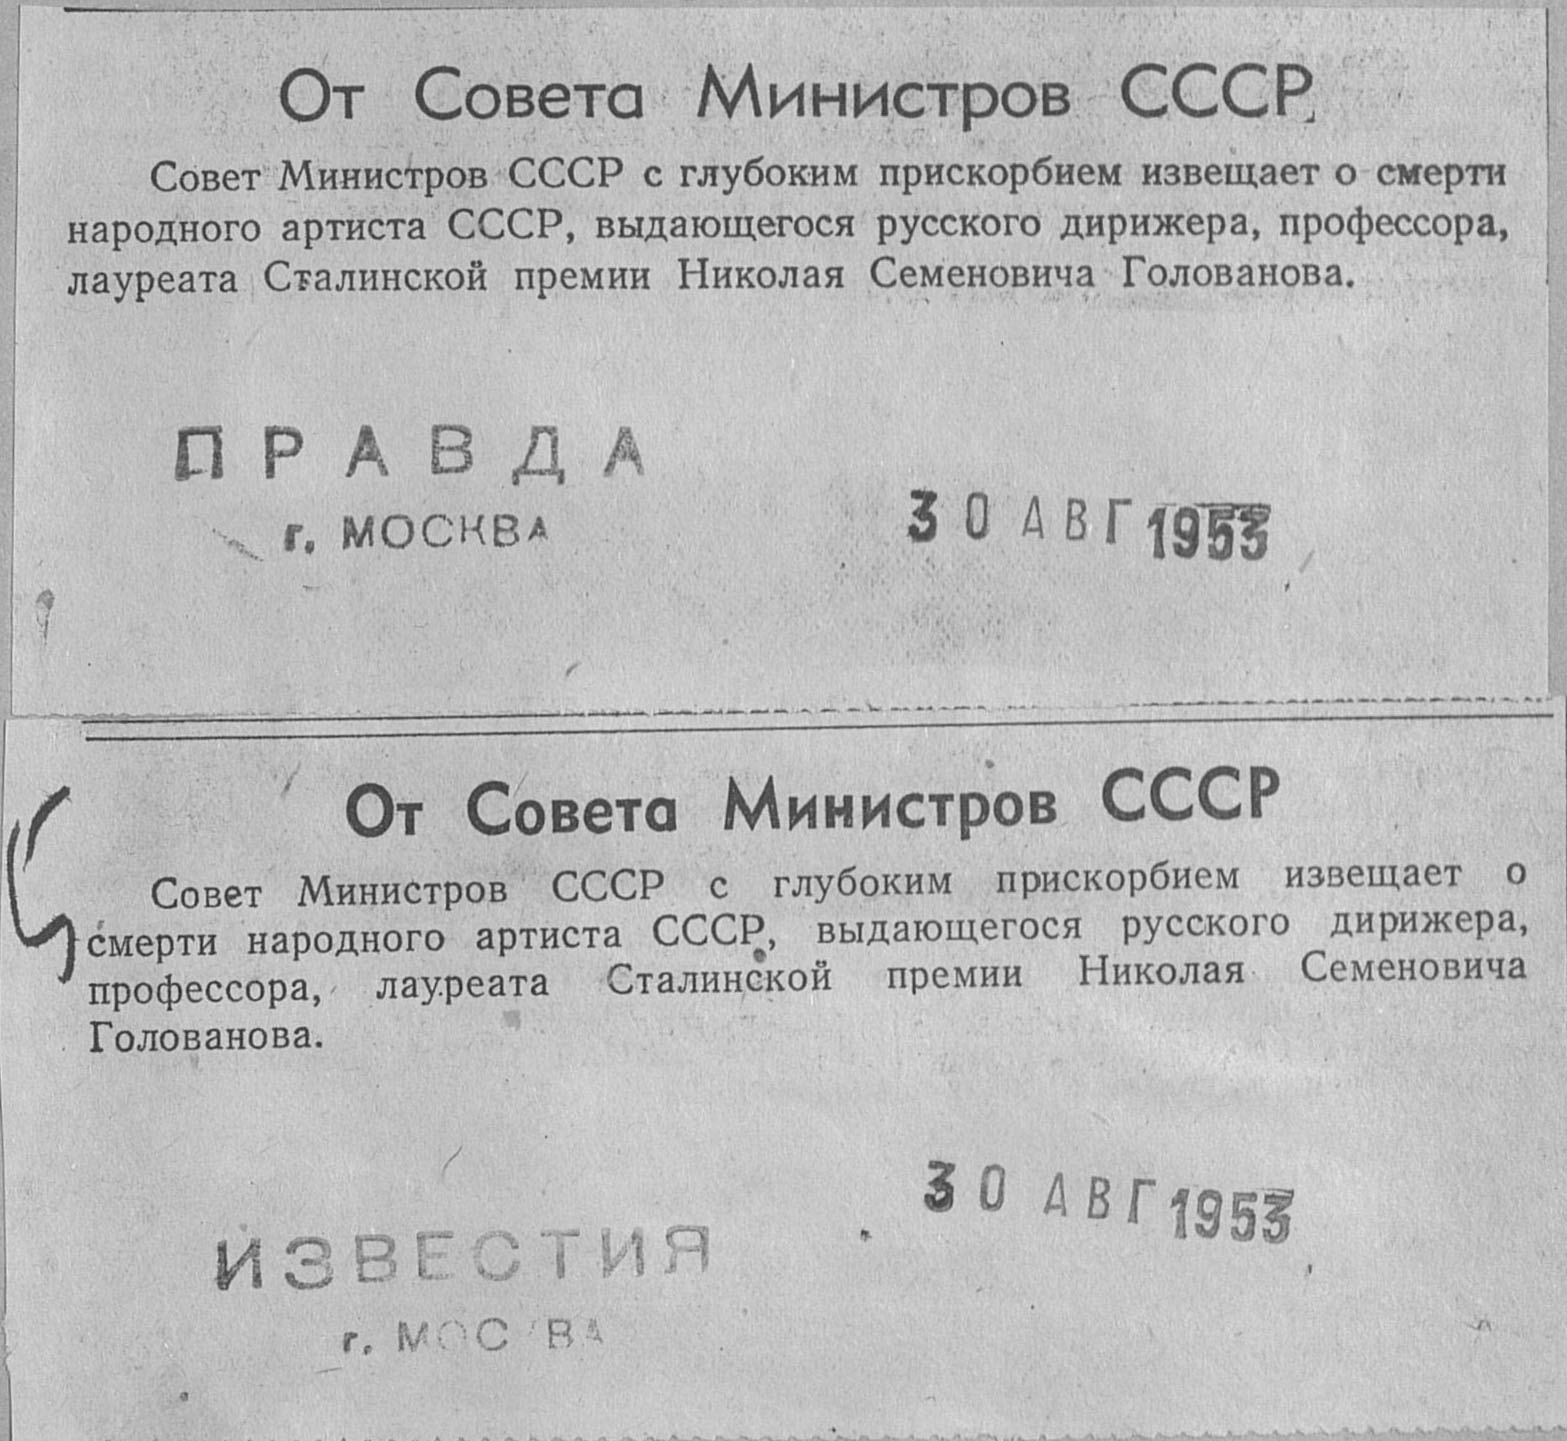 От Совета Министров СССР
Совет Министров СССР с глубоким прискорбием извещает о смерти
народного артиста СССР, выдающегося русского дирижера, профессора,
лауреата Сталинской премии Николая Семеновича Голованова.
ПРАВДА
г. МОСКВА
30 АВГ 1953
От Совета Министров СССР
Совет Министров СССР с глубоким прискорбием извещает о
смерти народного артиста СССР, выдающегося русского дирижера,
профессора, лауреата Сталинской премии Николая Семеновича
Голованова.
30 АВГ 1953
ИЗВЕСТИЯ
г. МОСКВА